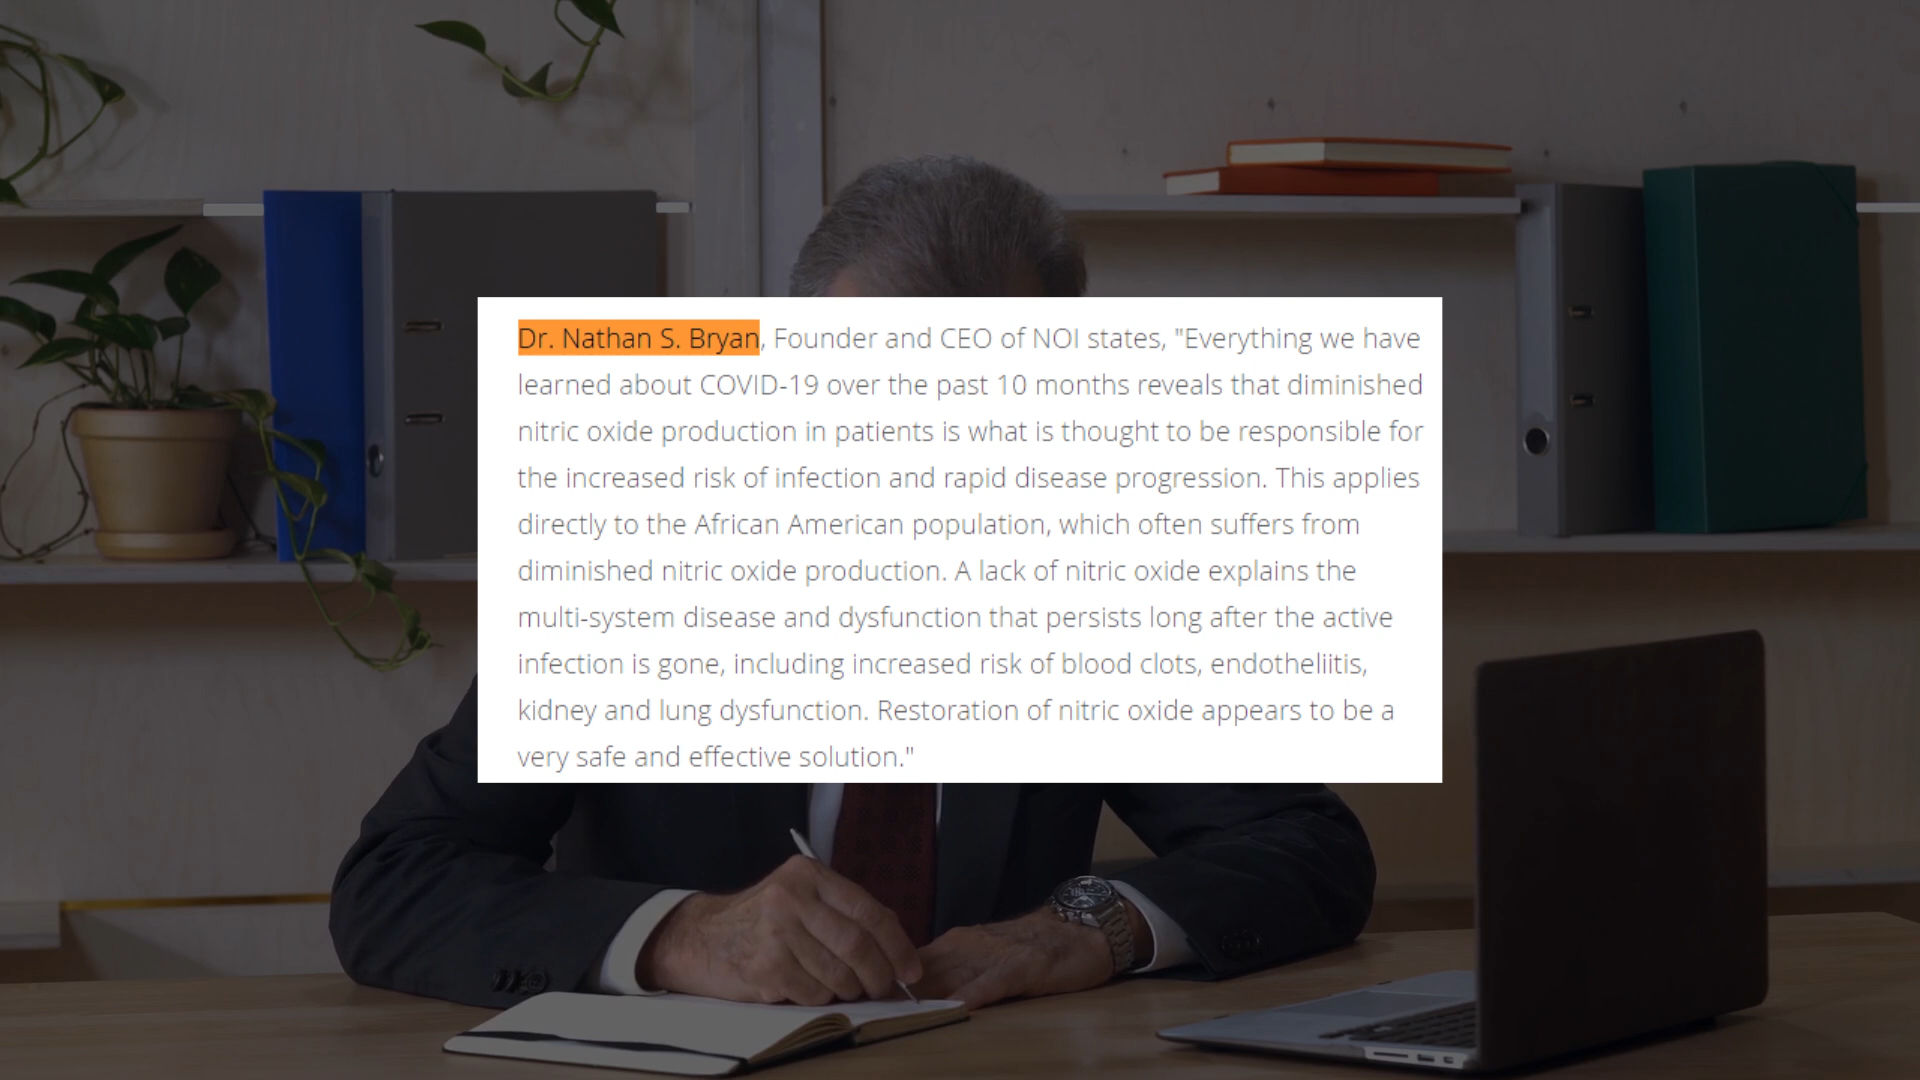 Dr. Nathan S. Bryan, Founder and CEO of NOI states, "Everything we have
learned about COVID-19 over the past 10 months reveals that diminished
nitric oxide production in patients is what is thought to be responsible for
the increased risk of infection and rapid disease progression. This applies
directly to the African American population, which often suffers from
diminished nitric oxide production. A lack of nitric oxide explains the
multi-system disease and dysfunction that persists long after the active
infection is gone, including increased risk of blood clots, endotheliitis,
kidney and lung dysfunction. Restoration of nitric oxide appears to be a
very safe and effective solution."